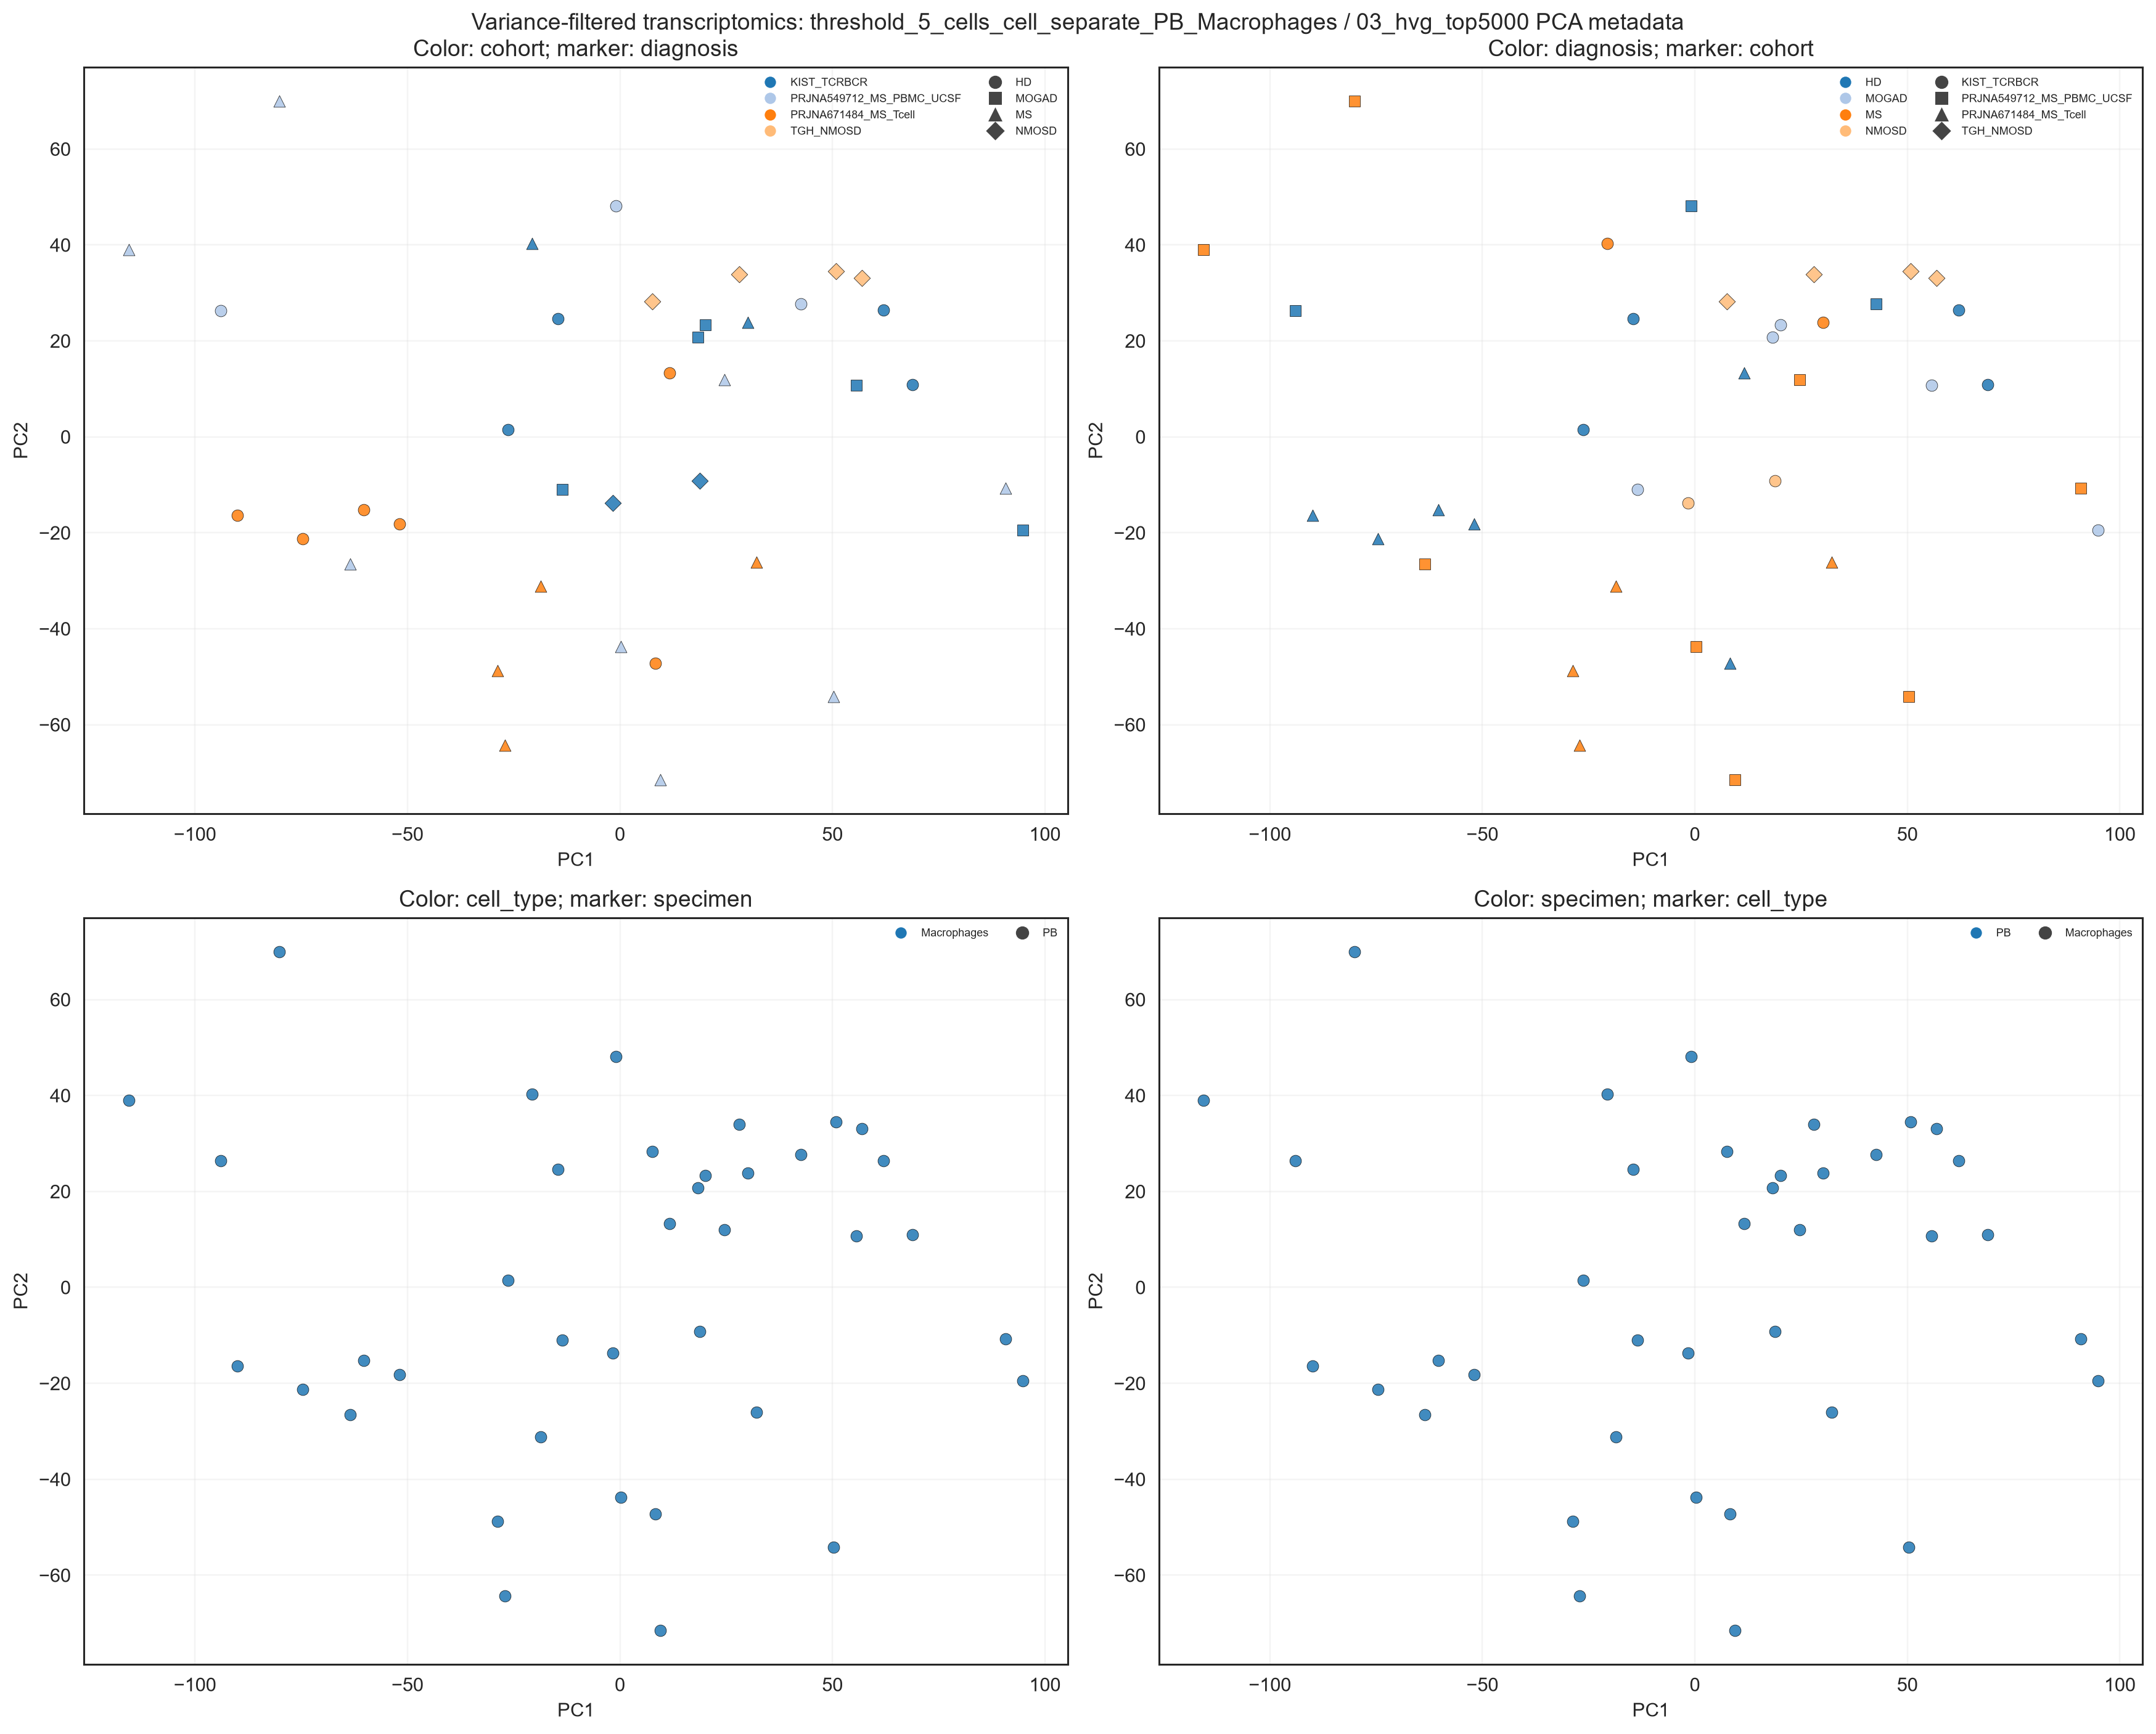 Variance-filtered transcriptomics: threshold_5_cells_cell_separate_PB_Macrophages / 03_hvg_top5000 PCA metadata
Color: cohort; marker: diagnosis
KIST_TCRBCR
PRJNA549712_MS_PBMC_UCSF
PRJNA671484_MS_Tcell
TGH_NMOSD
HD
MOGAD
MS
NMOSD
60
40
20
0
−20
−40
−60
PC2
−100
−50
0
50
100
PC1
Color: diagnosis; marker: cohort
HD
MOGAD
MS
NMOSD
KIST_TCRBCR
PRJNA549712_MS_PBMC_UCSF
PRJNA671484_MS_Tcell
TGH_NMOSD
60
40
20
0
−20
−40
−60
PC2
−100
−50
0
50
100
PC1
Color: cell_type; marker: specimen
Macrophages
PB
60
40
20
0
−20
−40
−60
PC2
−100
−50
0
50
100
PC1
Color: specimen; marker: cell_type
PB
Macrophages
60
40
20
0
−20
−40
−60
PC2
−100
−50
0
50
100
PC1